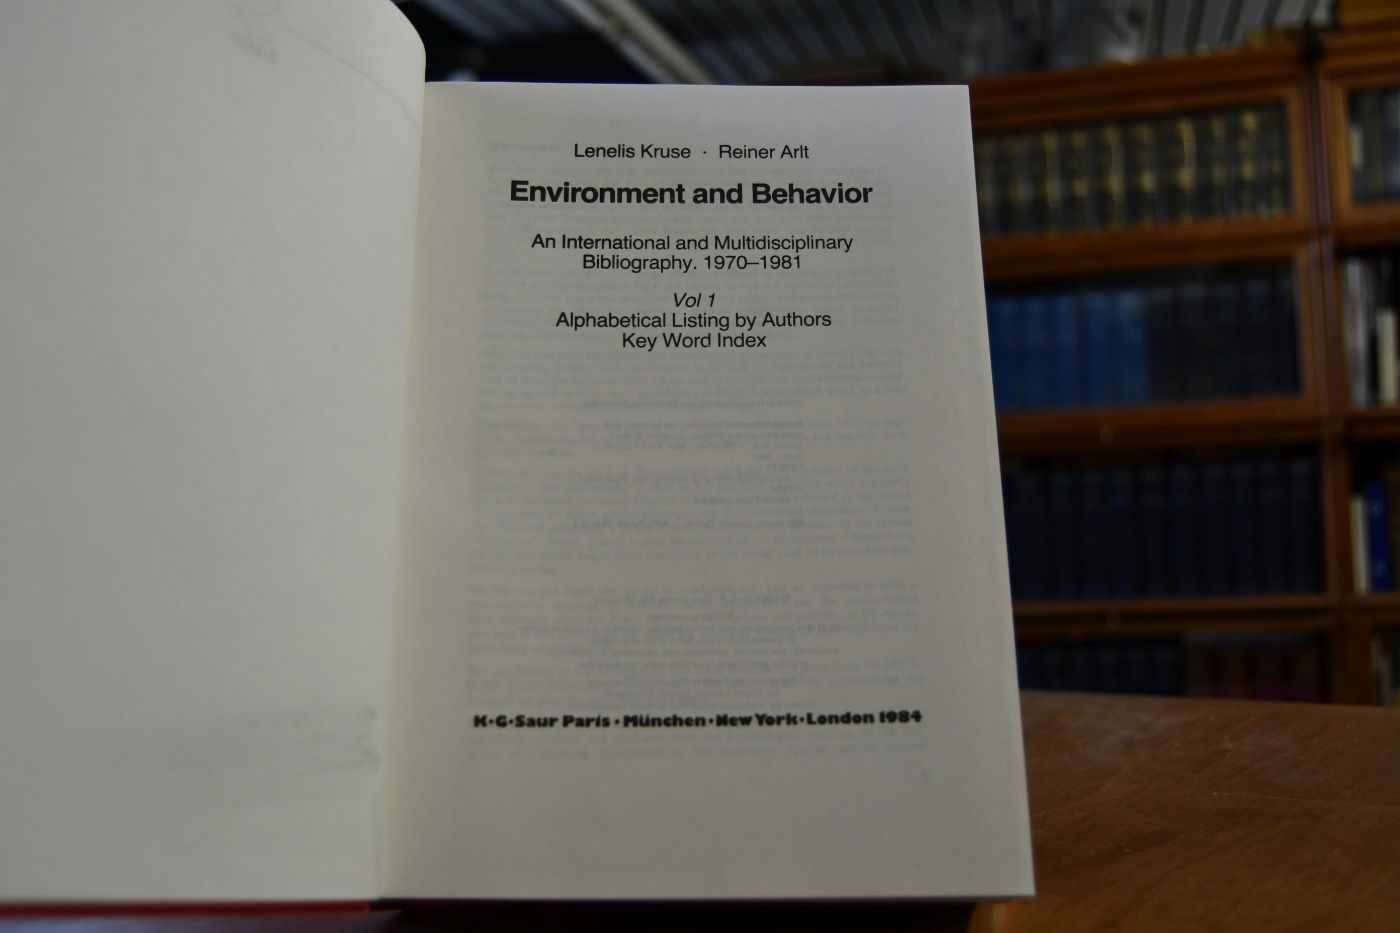 Lenelis Kruse · Reiner Arlt
Environment and Behavior
An International and Multidisciplinary
Bibliography. 1970–1981
Vol 1
Alphabetical Listing by Authors
Key Word Index
K·G·Saur Paris · München · New York · London 1984